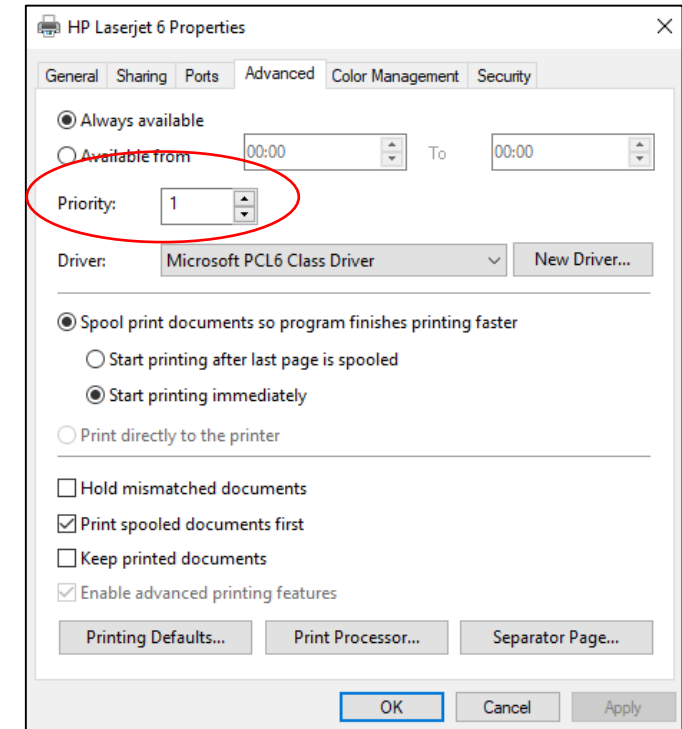 HP Laserjet 6 Properties
General Sharing Ports Advanced Color Management Security
Always available
Available from 00:00 To 00:00
Priority: 1
Driver: Microsoft PCL6 Class Driver New Driver...
Spool print documents so program finishes printing faster
Start printing after last page is spooled
Start printing immediately
Print directly to the printer
Hold mismatched documents
Print spooled documents first
Keep printed documents
Enable advanced printing features
Printing Defaults... Print Processor... Separator Page...
OK Cancel Apply